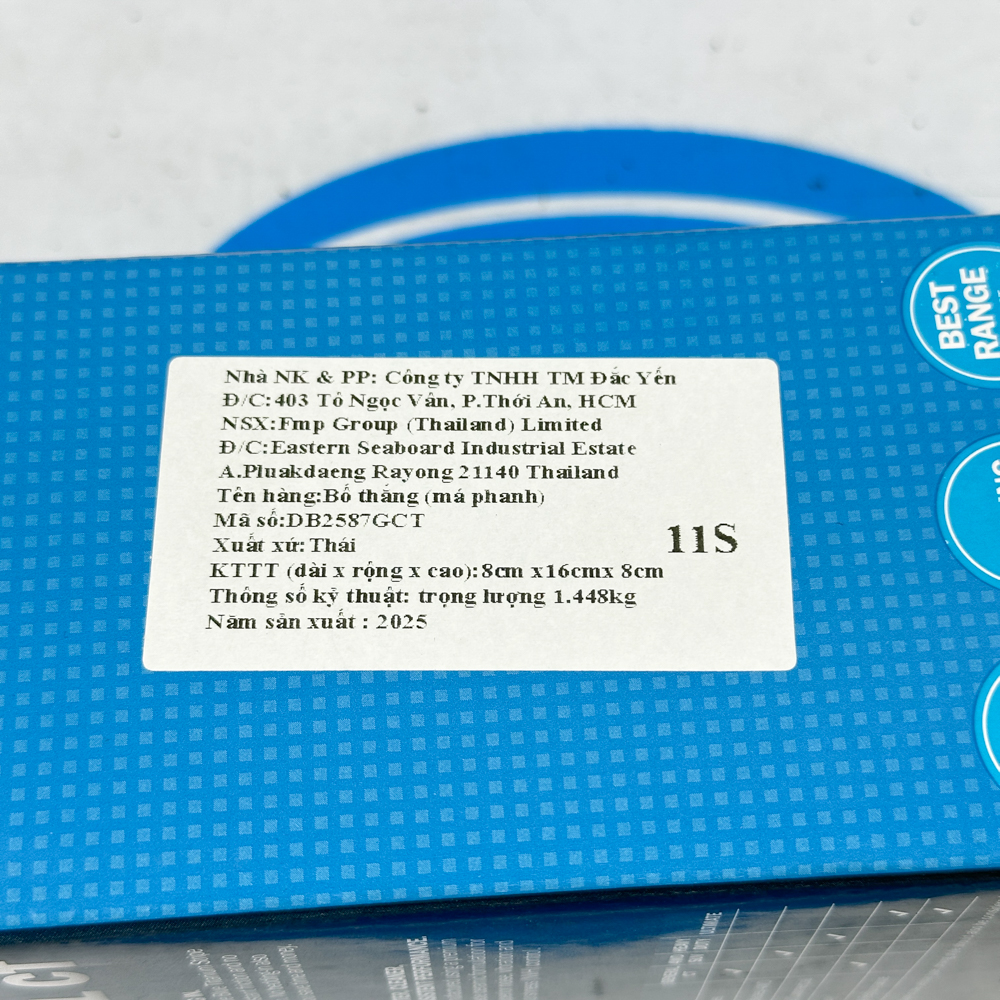 BEST
RANGE
Nhà NK & PP: Công ty TNHH TM Đắc Yến
Đ/C:403 Tô Ngọc Vân, P.Thới An, HCM
NSX:Fmp Group (Thailand) Limited
Đ/C:Eastern Seaboard Industrial Estate
A.Pluakdaeng Rayong 21140 Thailand
Tên hàng:Bố thắng (má phanh)
Mã số:DB2587GCT
Xuất xứ: Thái
11S
KTTT (dài x rộng x cao):8cm x16cmx 8cm
Thông số kỹ thuật: trọng lượng 1.448kg
Năm sản xuất : 2025